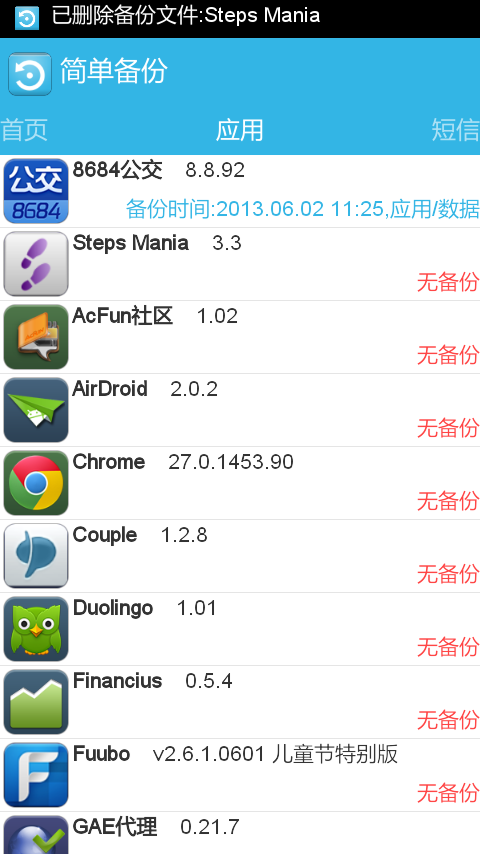 已删除备份文件:Steps Mania
简单备份
首页 应用 短信
公交
8684
8684公交 8.8.92
备份时间:2013.06.02 11:25,应用/数据
Steps Mania 3.3
无备份
AcFun社区 1.02
无备份
AirDroid 2.0.2
无备份
Chrome 27.0.1453.90
无备份
Couple 1.2.8
无备份
Duolingo 1.01
无备份
Financius 0.5.4
无备份
Fuubo v2.6.1.0601 儿童节特别版
无备份
GAE代理 0.21.7